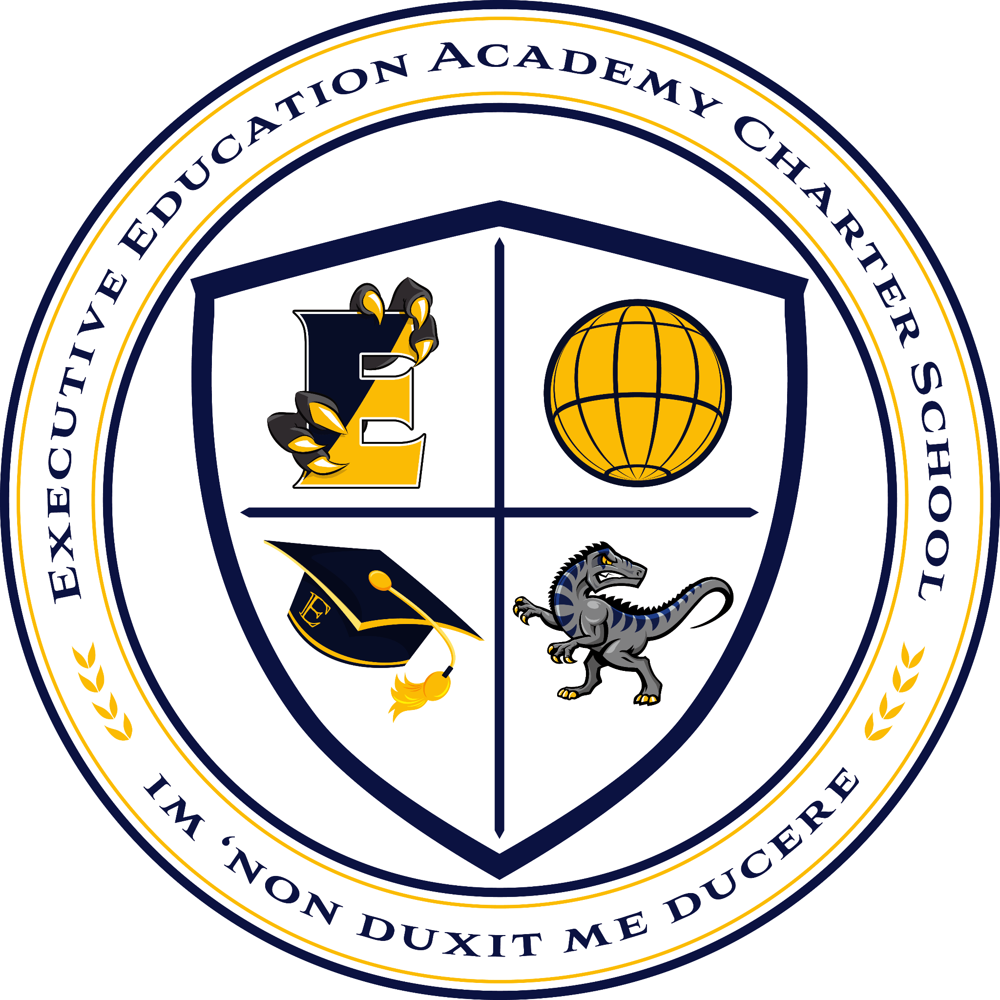 EXECUTIVE EDUCATION ACADEMY CHARTER SCHOOL
E
E
IM ‘NON DUXIT ME DUCERE